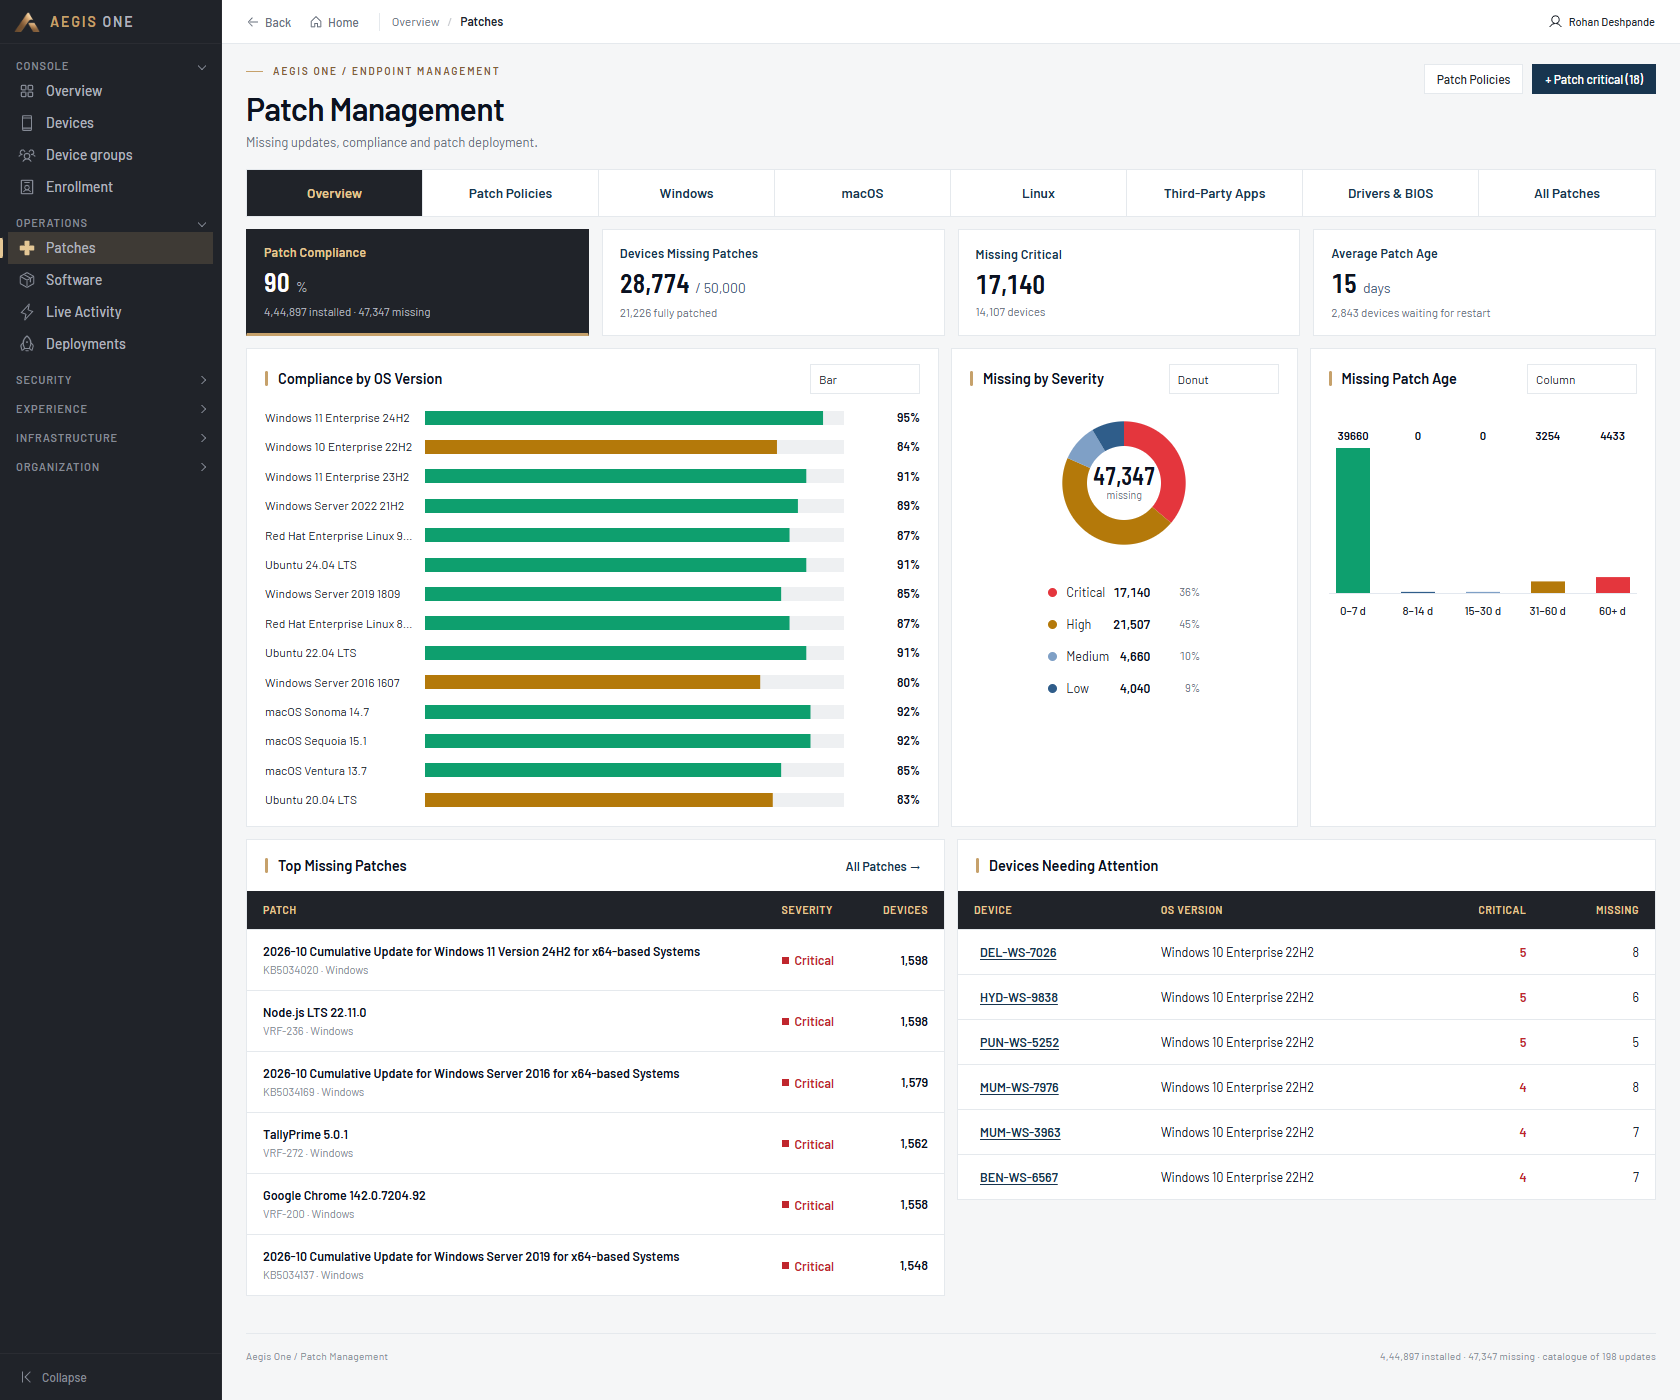 AEGIS ONE
CONSOLE
Overview
Devices
Device groups
Enrollment
OPERATIONS
Patches
Software
Live Activity
Deployments
SECURITY
EXPERIENCE
INFRASTRUCTURE
ORGANIZATION
Collapse
Back Home Overview / Patches
Rohan Deshpande
AEGIS ONE / ENDPOINT MANAGEMENT
Patch Management
Missing updates, compliance and patch deployment.
Patch Policies
+ Patch critical (18)
Overview Patch Policies Windows macOS Linux Third-Party Apps Drivers & BIOS All Patches
Patch Compliance
90 %
4,44,897 installed · 47,347 missing
Devices Missing Patches
28,774 / 50,000
21,226 fully patched
Missing Critical
17,140
14,107 devices
Average Patch Age
15 days
2,843 devices waiting for restart
Compliance by OS Version
Bar
Windows 11 Enterprise 24H2 95%
Windows 10 Enterprise 22H2 84%
Windows 11 Enterprise 23H2 91%
Windows Server 2022 21H2 89%
Red Hat Enterprise Linux 9... 87%
Ubuntu 24.04 LTS 91%
Windows Server 2019 1809 85%
Red Hat Enterprise Linux 8... 87%
Ubuntu 22.04 LTS 91%
Windows Server 2016 1607 80%
macOS Sonoma 14.7 92%
macOS Sequoia 15.1 92%
macOS Ventura 13.7 85%
Ubuntu 20.04 LTS 83%
Missing by Severity
Donut
47,347
missing
Critical 17,140 36%
High 21,507 45%
Medium 4,660 10%
Low 4,040 9%
Missing Patch Age
Column
39660 0 0 3254 4433
0-7 d 8-14 d 15-30 d 31-60 d 60+ d
Top Missing Patches
All Patches →
PATCH SEVERITY DEVICES
2026-10 Cumulative Update for Windows 11 Version 24H2 for x64-based Systems
KB5034020 · Windows
Critical 1,598
Node.js LTS 22.11.0
VRF-236 · Windows
Critical 1,598
2026-10 Cumulative Update for Windows Server 2016 for x64-based Systems
KB5034169 · Windows
Critical 1,579
TallyPrime 5.0.1
VRF-272 · Windows
Critical 1,562
Google Chrome 142.0.7204.92
VRF-200 · Windows
Critical 1,558
2026-10 Cumulative Update for Windows Server 2019 for x64-based Systems
KB5034137 · Windows
Critical 1,548
Devices Needing Attention
DEVICE OS VERSION CRITICAL MISSING
DEL-WS-7026 Windows 10 Enterprise 22H2 5 8
HYD-WS-9838 Windows 10 Enterprise 22H2 5 6
PUN-WS-5252 Windows 10 Enterprise 22H2 5 5
MUM-WS-7976 Windows 10 Enterprise 22H2 4 8
MUM-WS-3963 Windows 10 Enterprise 22H2 4 7
BEN-WS-6567 Windows 10 Enterprise 22H2 4 7
Aegis One / Patch Management
4,44,897 installed · 47,347 missing · catalogue of 198 updates